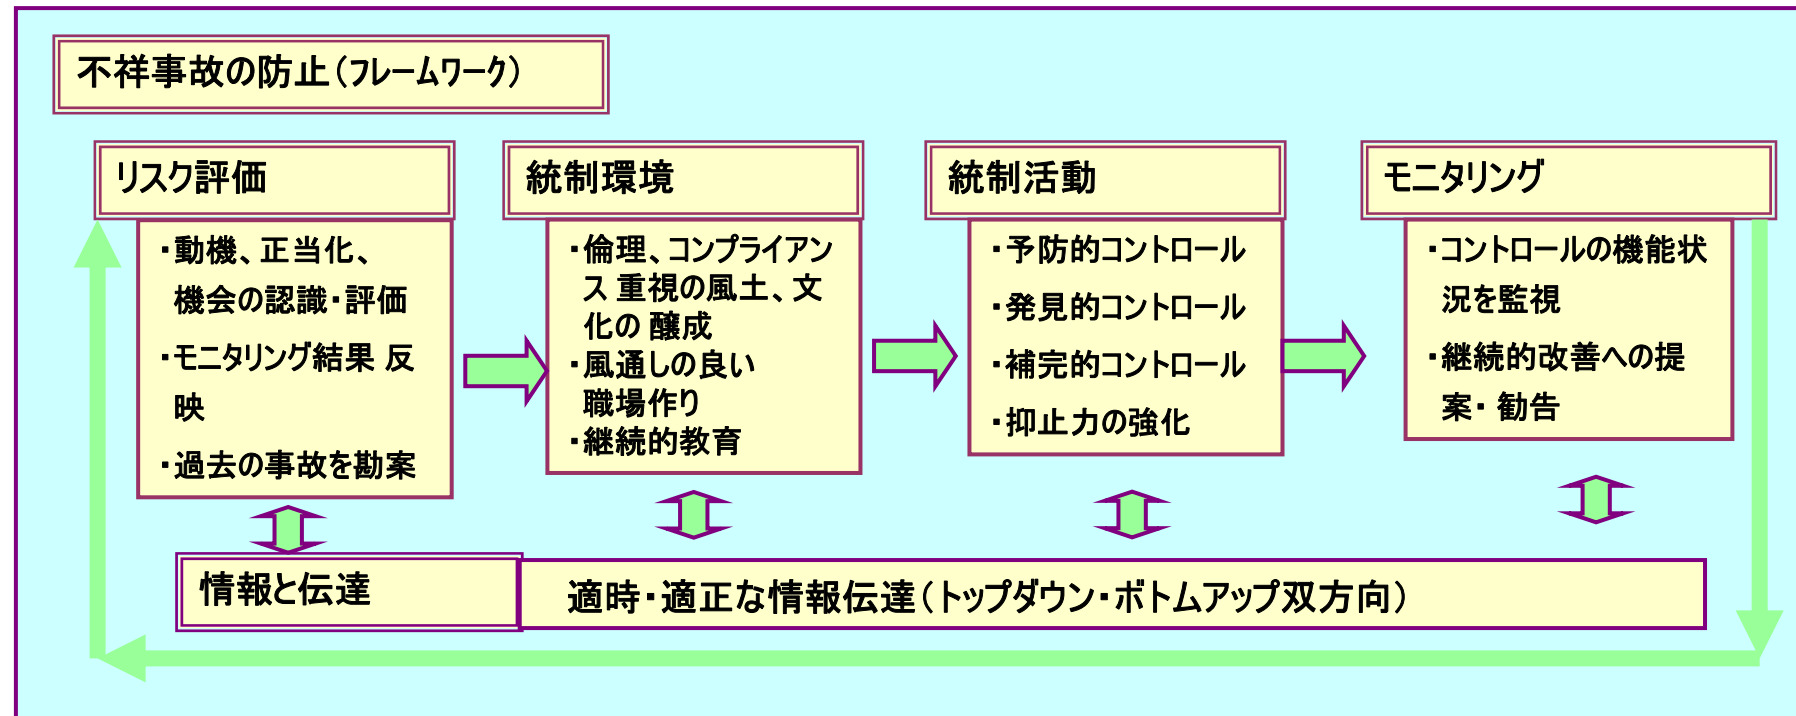 不祥事故の防止（フレームワーク）
リスク評価
・動機、正当化、
機会の認識・評価
・モニタリング結果 反
映
・過去の事故を勘案
統制環境
・倫理、コンプライアン
ス 重視の風土、文
化の 醸成
・風通しの良い
職場作り
・継続的教育
統制活動
・予防的コントロール
・発見的コントロール
・補完的コントロール
・抑止力の強化
モニタリング
・コントロールの機能状
況を監視
・継続的改善への提
案・ 勧告
情報と伝達
適時・適正な情報伝達（トップダウン・ボトムアップ双方向）